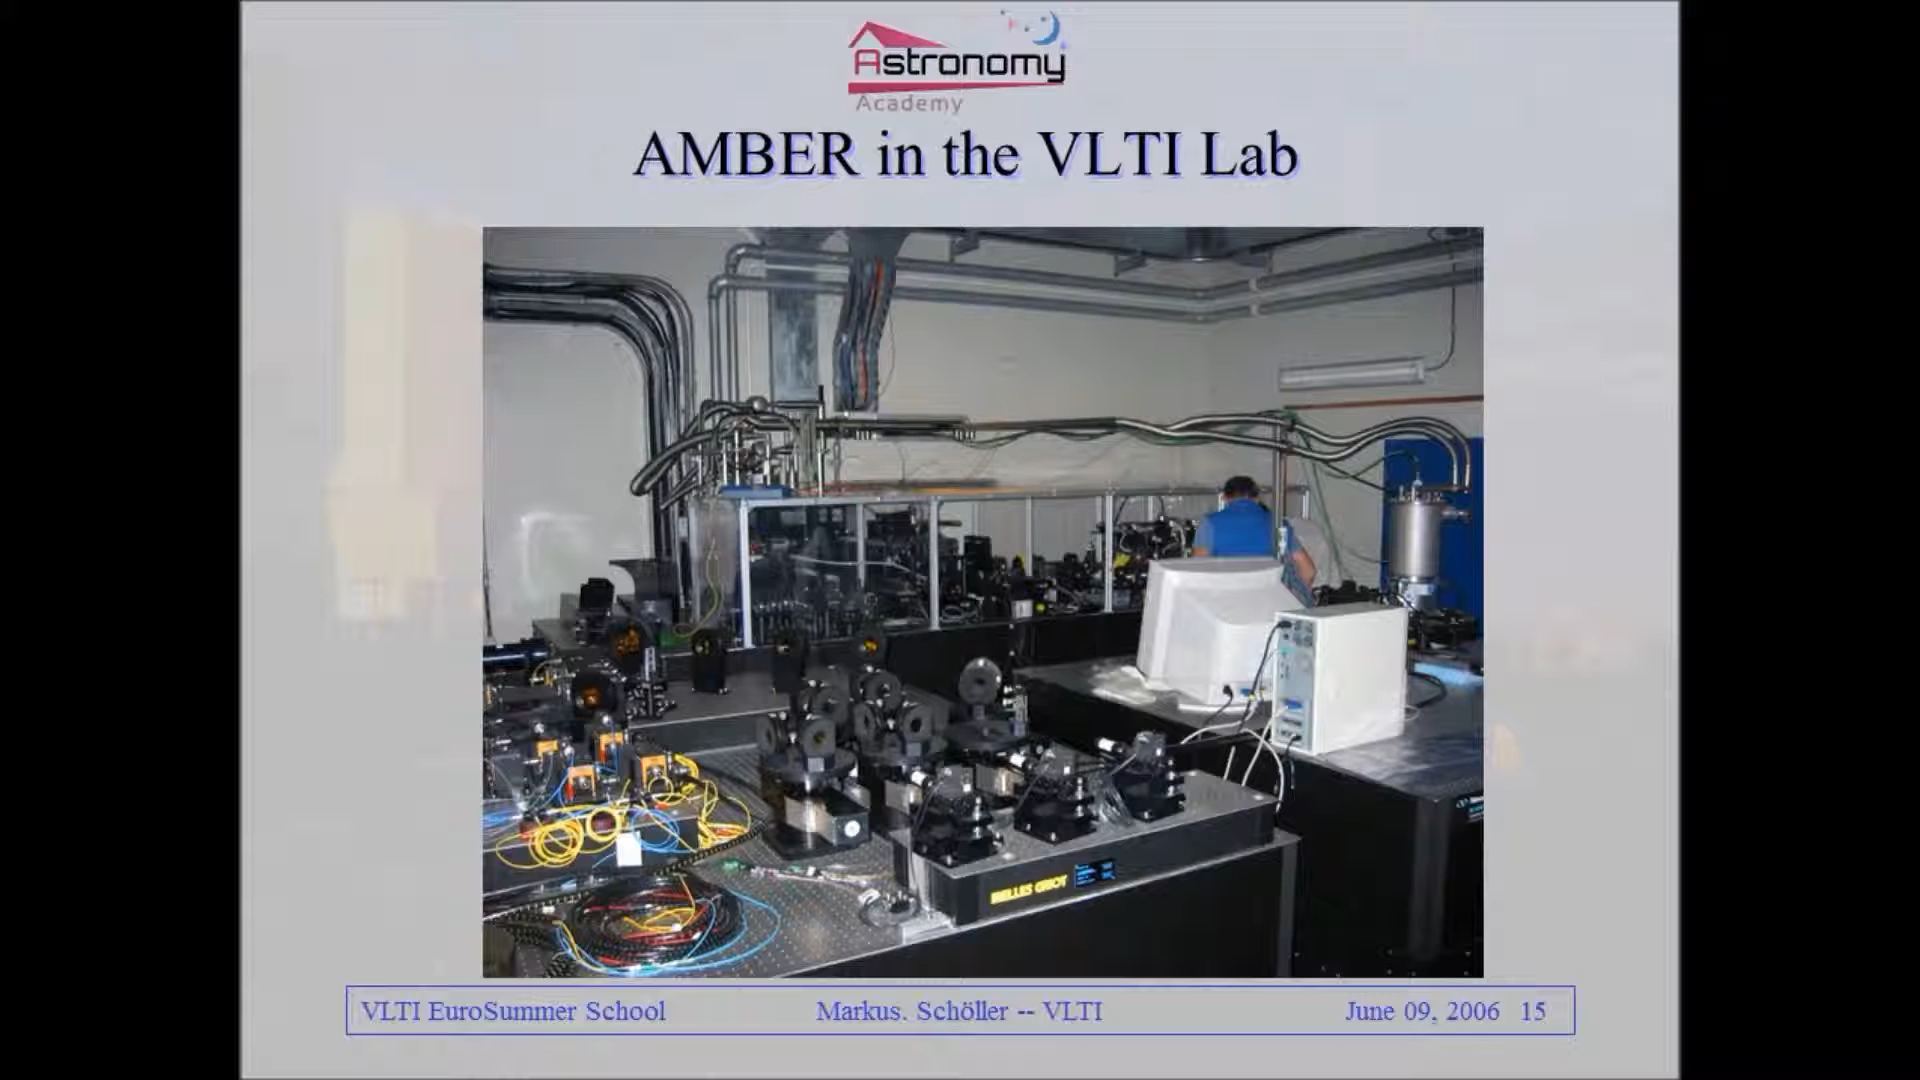 Astronomy
Academy
AMBER in the VLTI Lab
MELLES GRIOT
VLTI EuroSummer School Markus. Schöller -- VLTI June 09, 2006 15